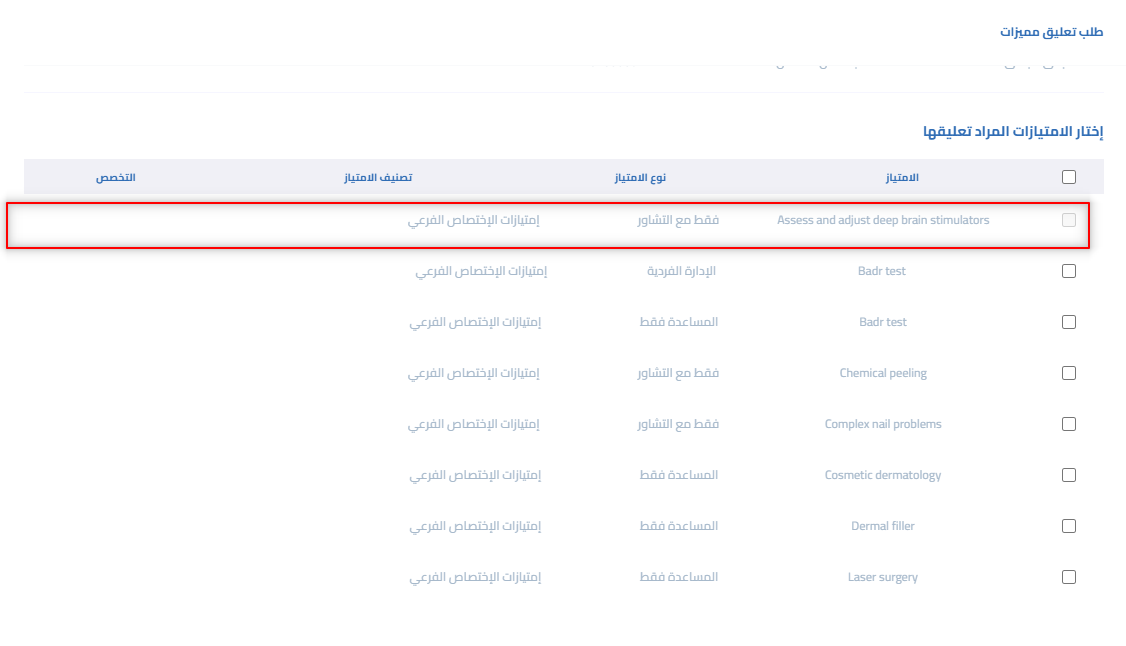 طلب تعليق مميزات
إختار الامتيازات المراد تعليقها
الامتياز نوع الامتياز تصنيف الامتياز التخصص
Assess and adjust deep brain stimulators فقط مع التشاور إمتيازات الإختصاص الفرعي
Badr test الإدارة الفردية إمتيازات الإختصاص الفرعي
Badr test المساعدة فقط إمتيازات الإختصاص الفرعي
Chemical peeling فقط مع التشاور إمتيازات الإختصاص الفرعي
Complex nail problems فقط مع التشاور إمتيازات الإختصاص الفرعي
Cosmetic dermatology المساعدة فقط إمتيازات الإختصاص الفرعي
Dermal filler المساعدة فقط إمتيازات الإختصاص الفرعي
Laser surgery المساعدة فقط إمتيازات الإختصاص الفرعي